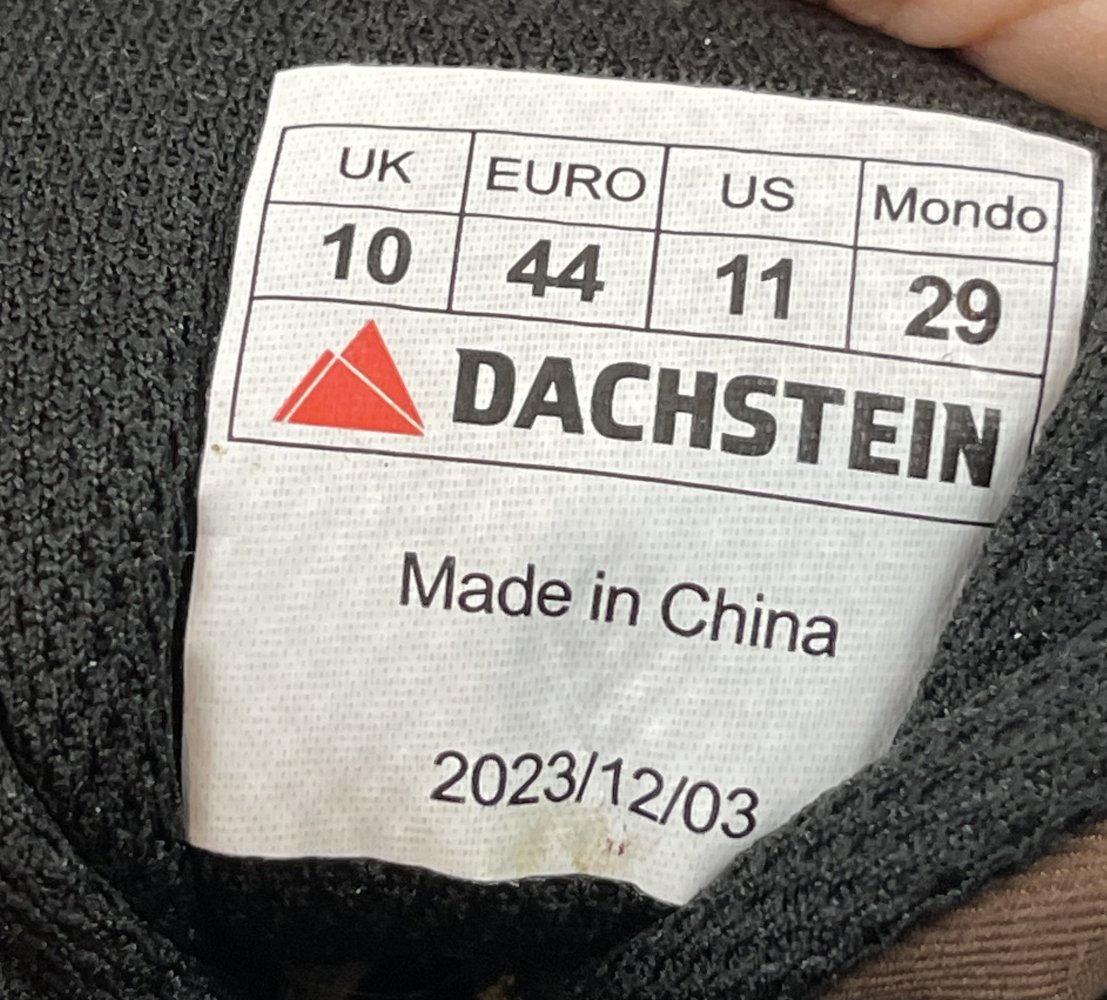 UK EURO US Mondo
10 44 11 29
DACHSTEIN
Made in China
2023/12/03